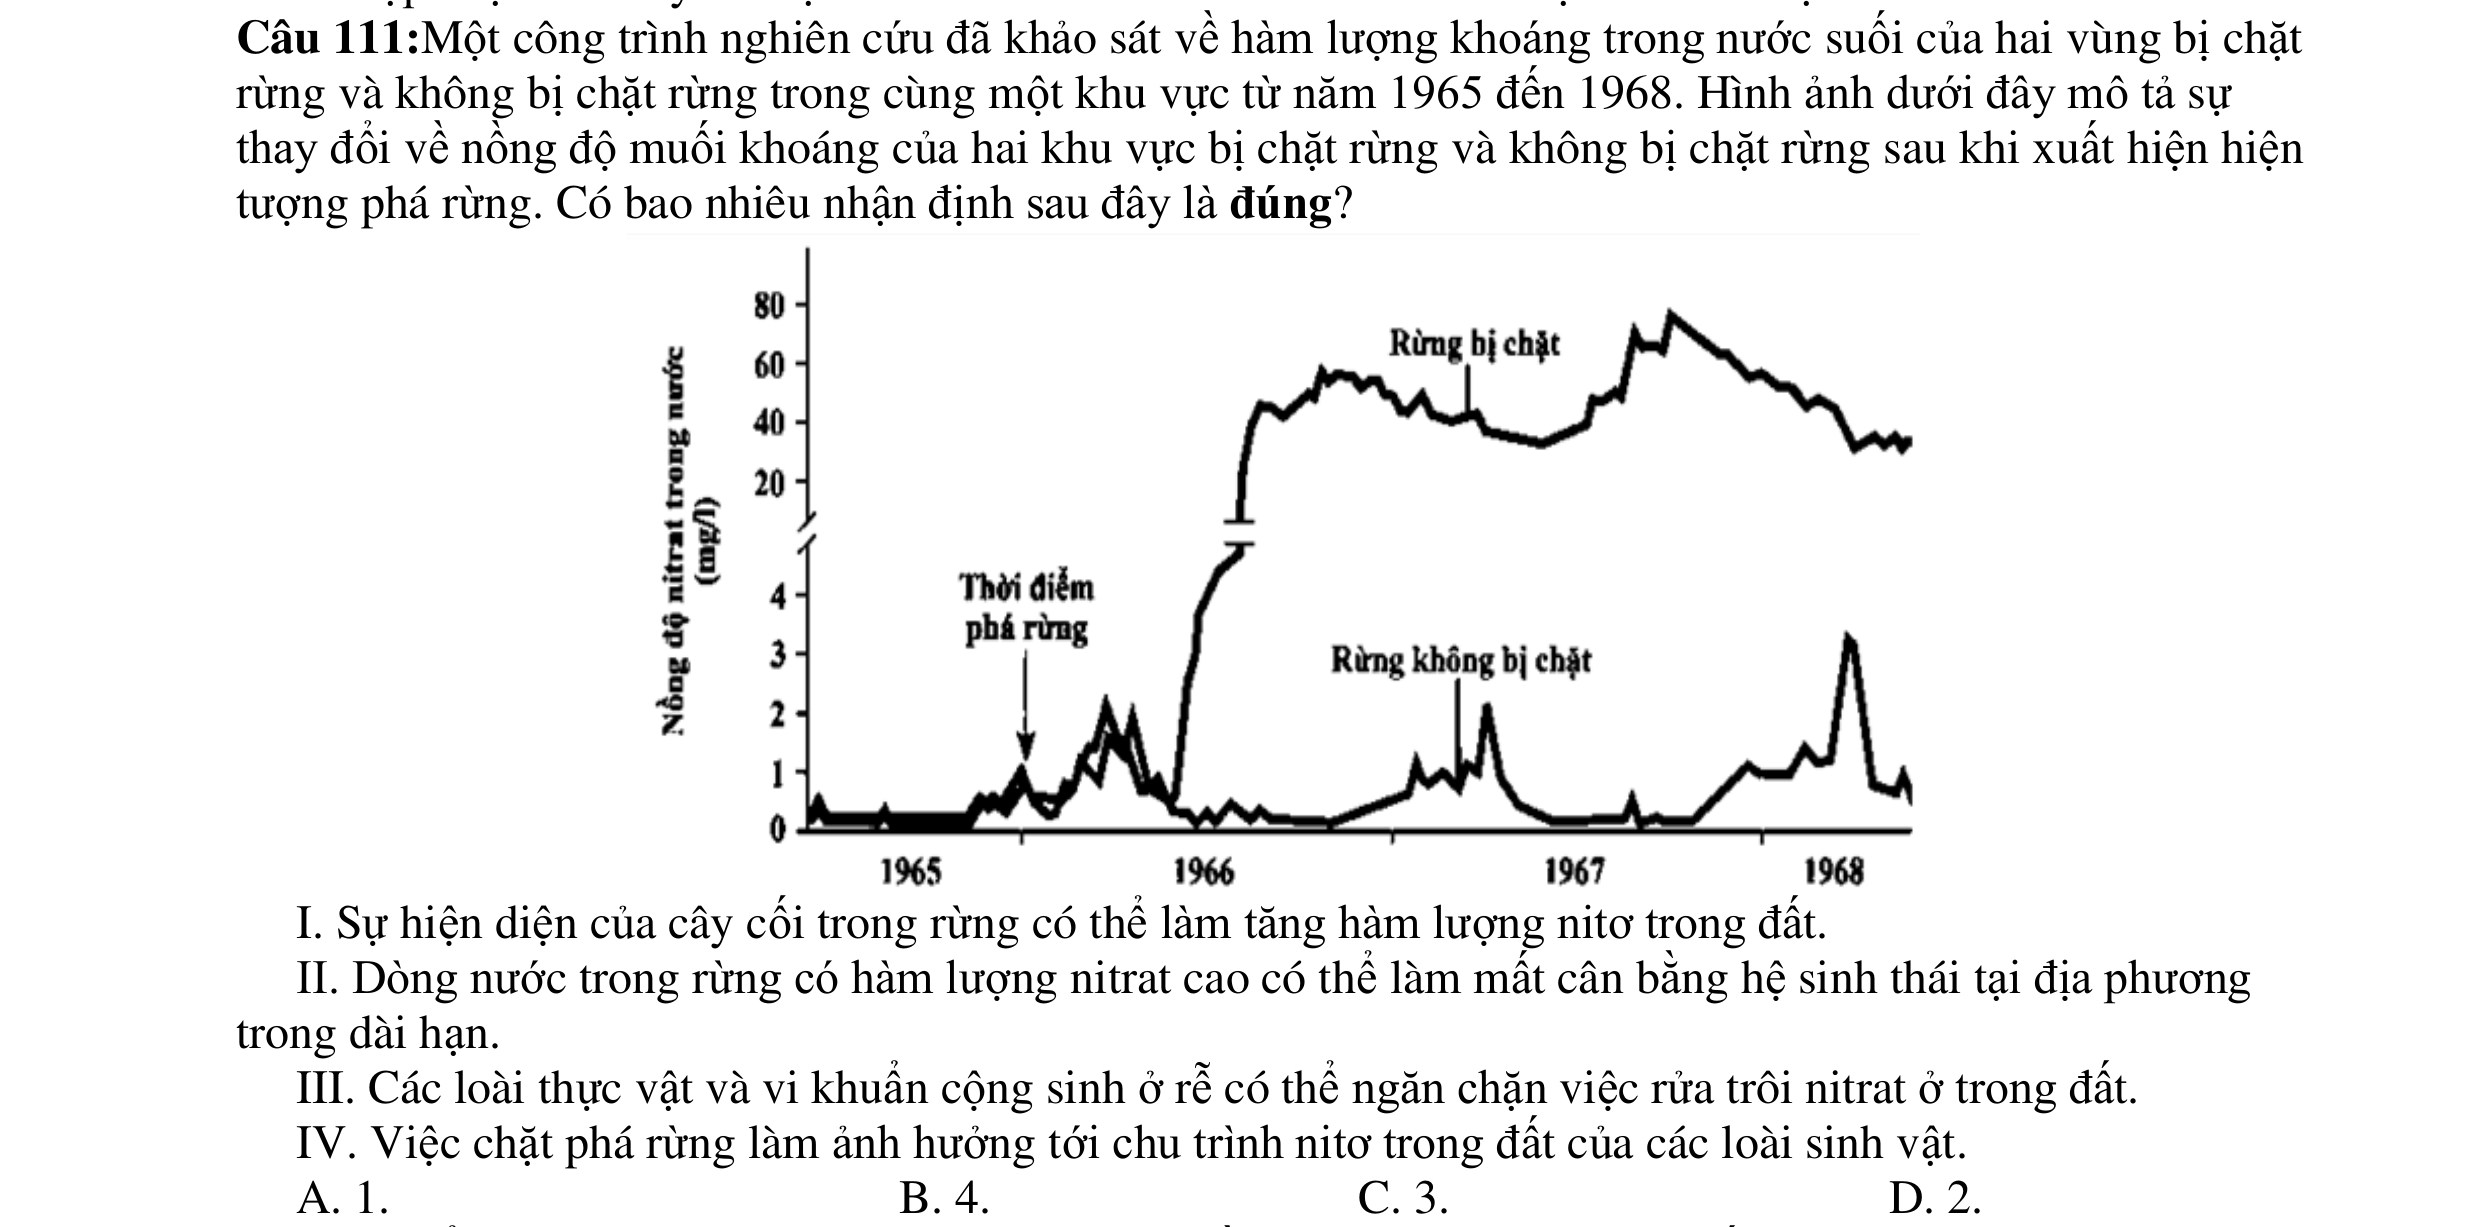 Câu 111:Một công trình nghiên cứu đã khảo sát về hàm lượng khoáng trong nước suối của hai vùng bị chặt
rừng và không bị chặt rừng trong cùng một khu vực từ năm 1965 đến 1968. Hình ảnh dưới đây mô tả sự
thay đổi về nồng độ muối khoáng của hai khu vực bị chặt rừng và không bị chặt rừng sau khi xuất hiện hiện
tượng phá rừng. Có bao nhiêu nhận định sau đây là đúng?
Nồng độ nitrat trong nước
(mg/l)
80
60
40
20
4
3
2
1
0
Rừng bị chặt
Thời điểm
phá rừng
Rừng không bị chặt
1965 1966 1967 1968
I. Sự hiện diện của cây cối trong rừng có thể làm tăng hàm lượng nitơ trong đất.
II. Dòng nước trong rừng có hàm lượng nitrat cao có thể làm mất cân bằng hệ sinh thái tại địa phương
trong dài hạn.
III. Các loài thực vật và vi khuẩn cộng sinh ở rễ có thể ngăn chặn việc rửa trôi nitrat ở trong đất.
IV. Việc chặt phá rừng làm ảnh hưởng tới chu trình nitơ trong đất của các loài sinh vật.
A. 1. B. 4. C. 3. D. 2.